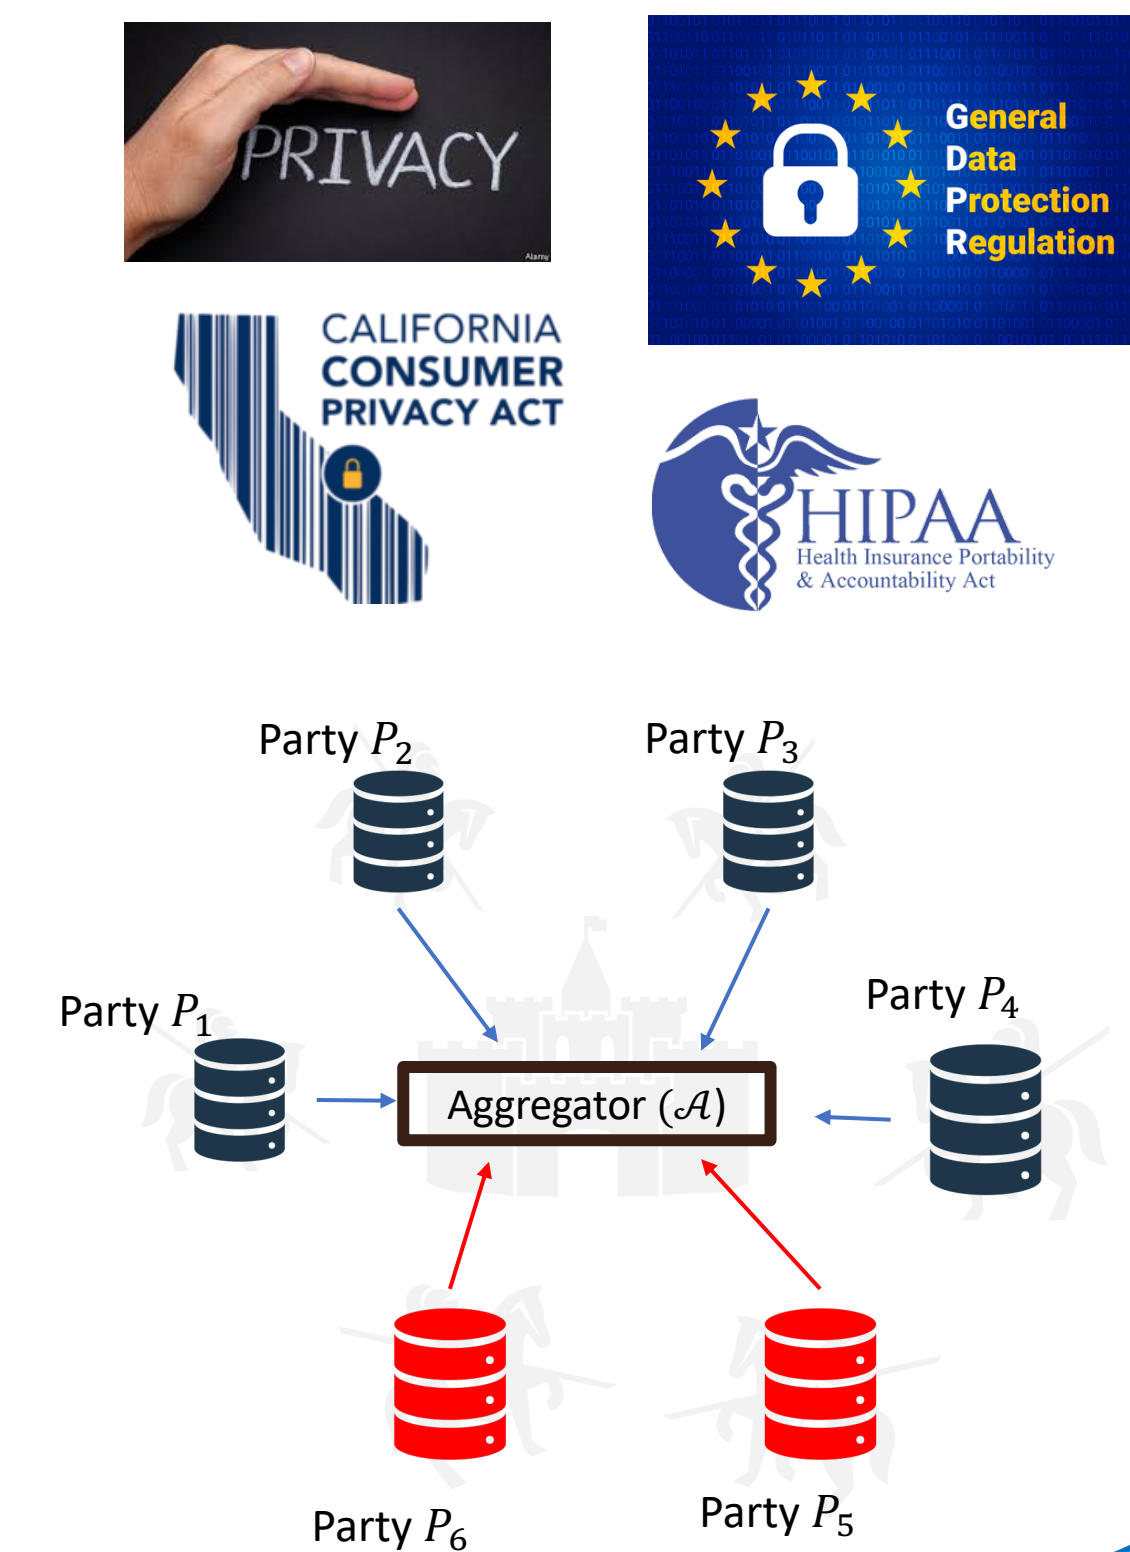 PRIVACY
Alamy
General
Data
Protection
Regulation
CALIFORNIA
CONSUMER
PRIVACY ACT
HIPAA
Health Insurance Portability
& Accountability Act
Party P₂
Party P₃
Party P₁
Party P₄
Aggregator (𝒜)
Party P₆
Party P₅